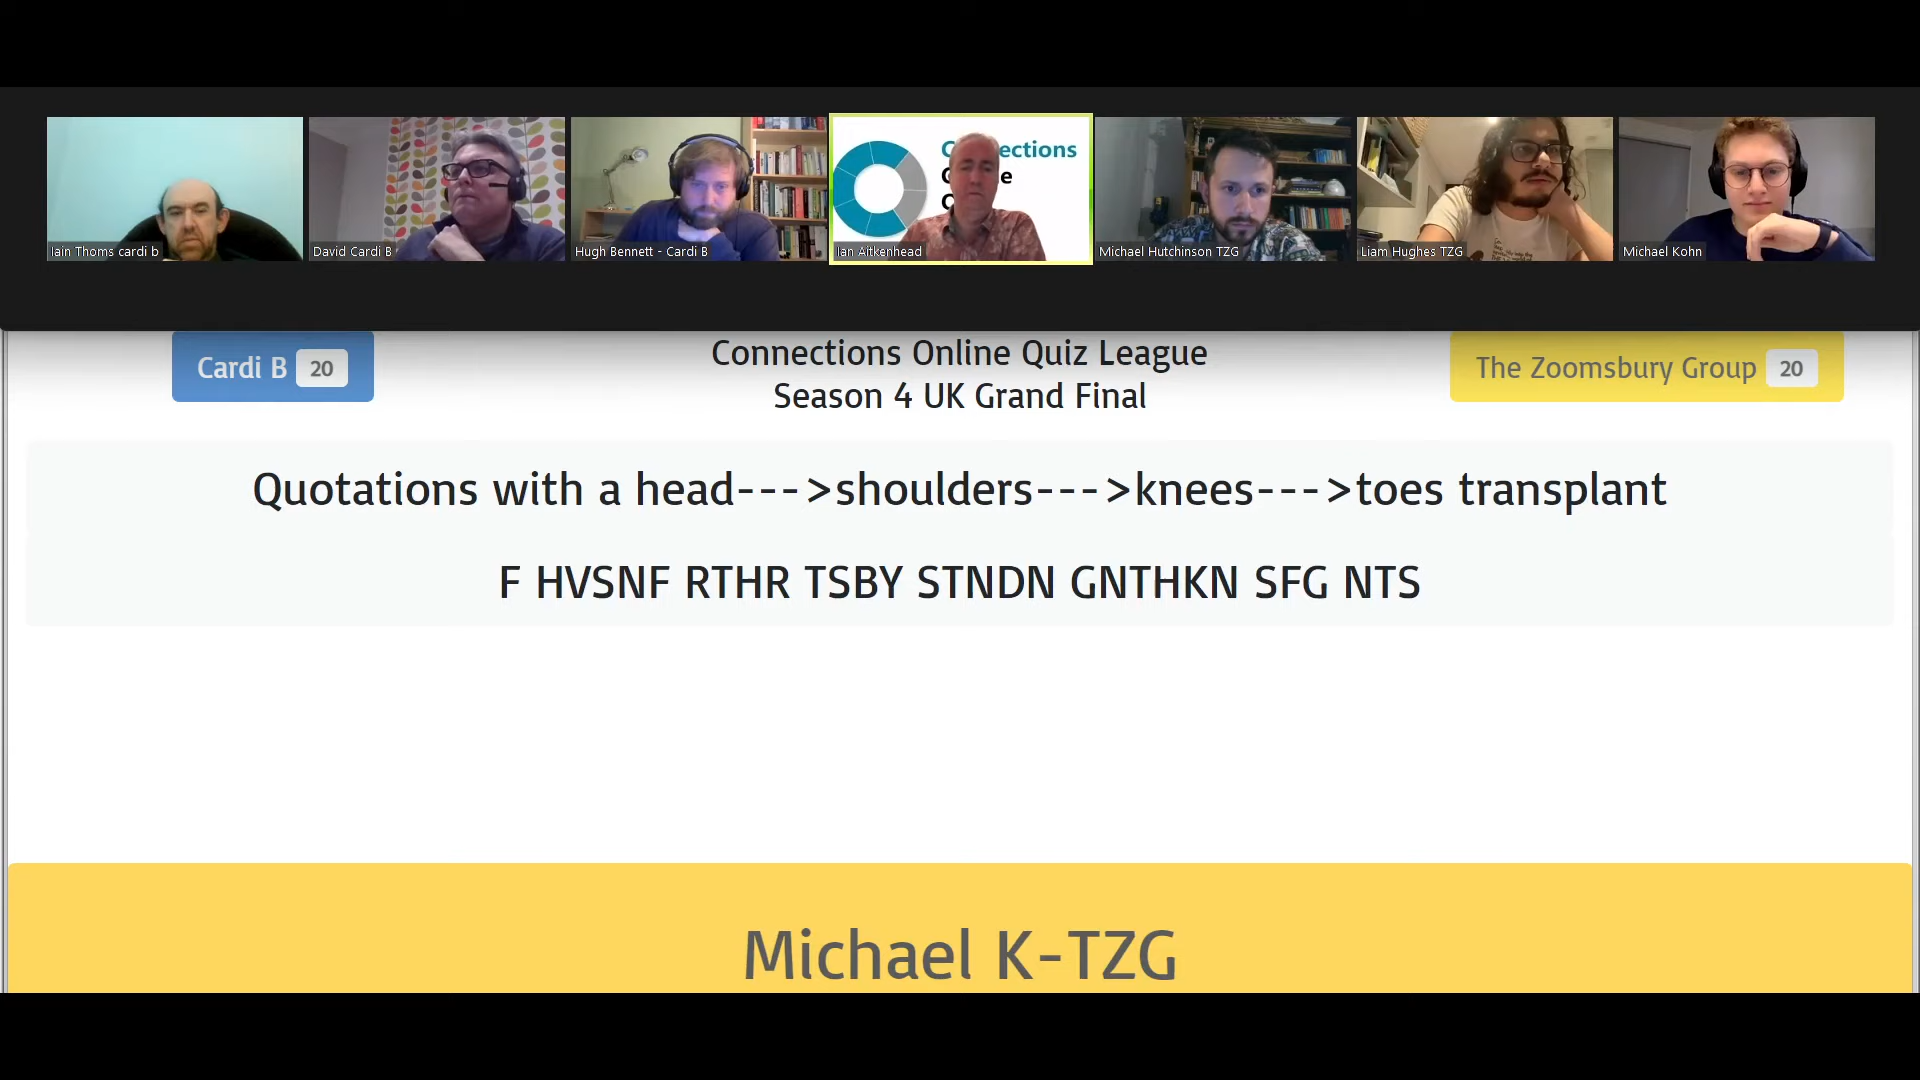 Iain Thoms cardi b
David Cardi B
Hugh Bennett - Cardi B
Ian Aitkenhead
Michael Hutchinson TZG
Liam Hughes TZG
Michael Kohn
Cardi B 20
Connections Online Quiz League
Season 4 UK Grand Final
The Zoomsbury Group 20
Quotations with a head--->shoulders--->knees--->toes transplant
F HVSNF RTHR TSBY STNDN GNTHKN SFG NTS
Michael K-TZG